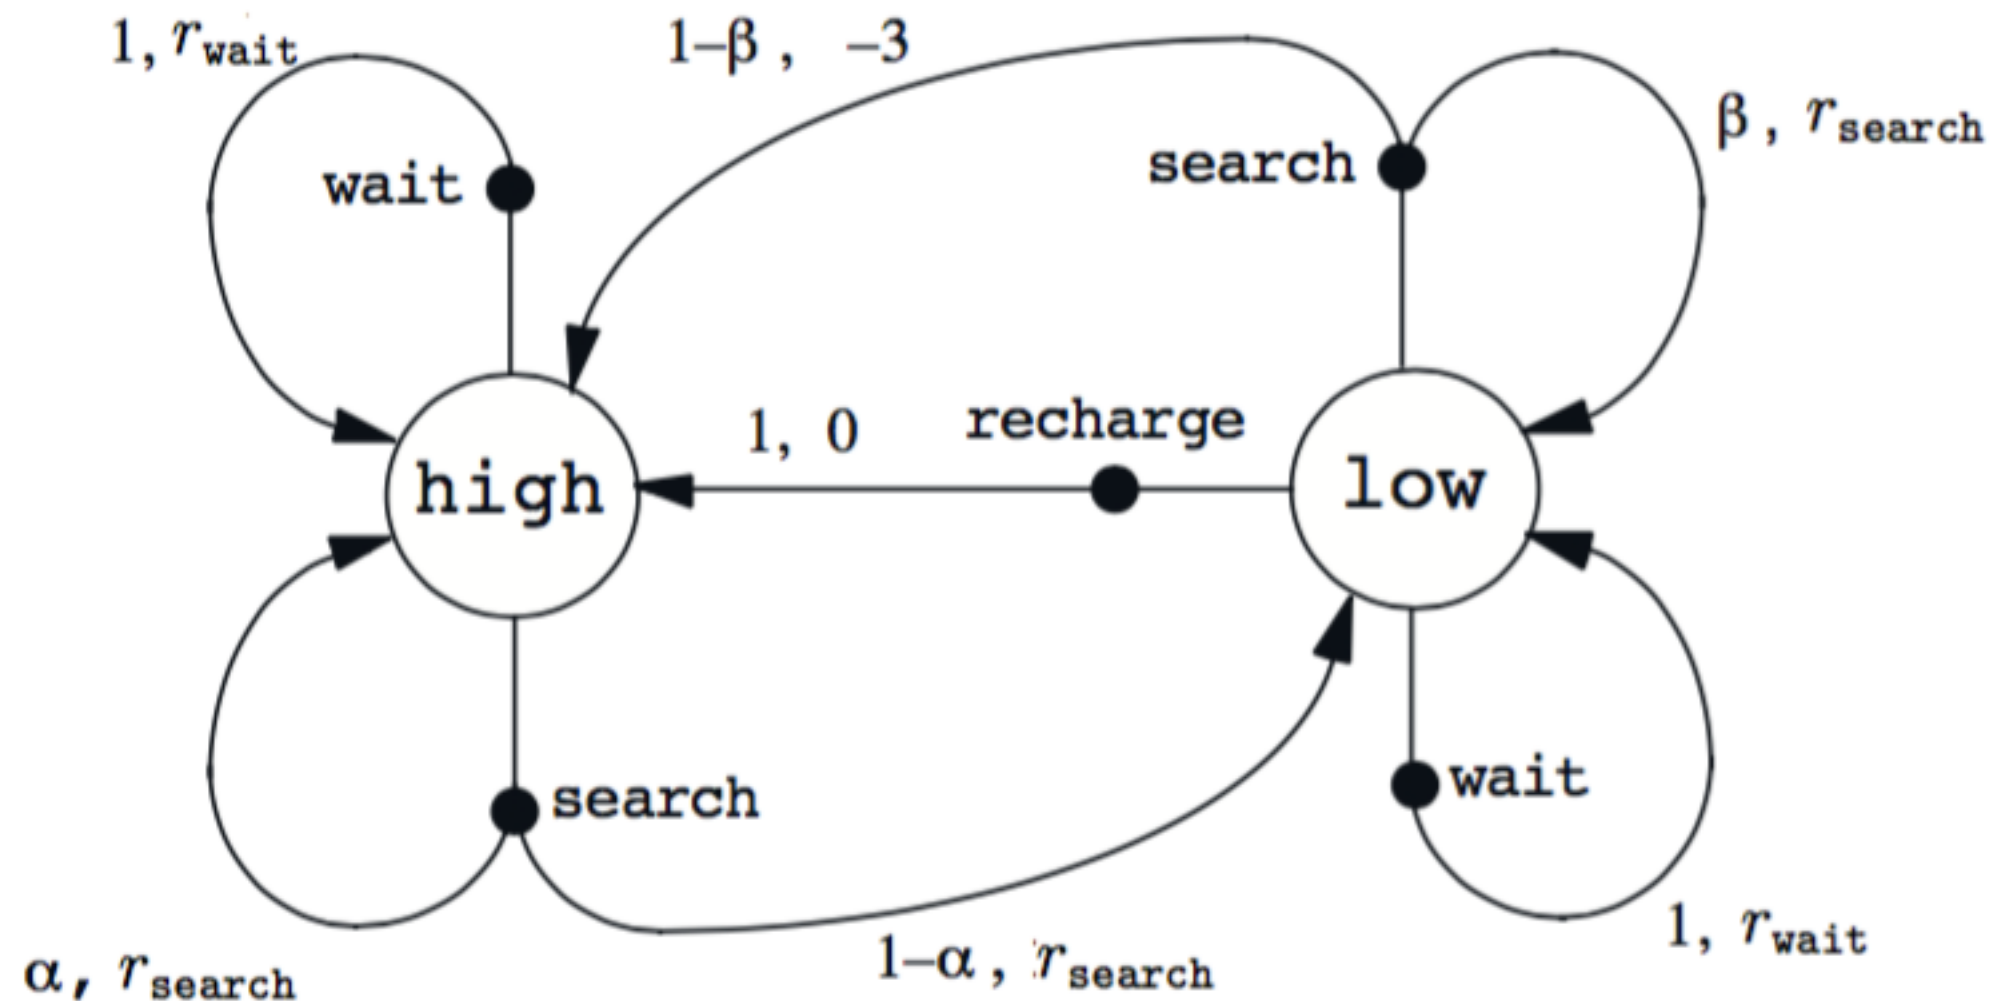 1, r_wait
1–β , –3
β , r_search
wait
search
1, 0
recharge
high
low
search
wait
α, r_search
1–α , r_search
1, r_wait